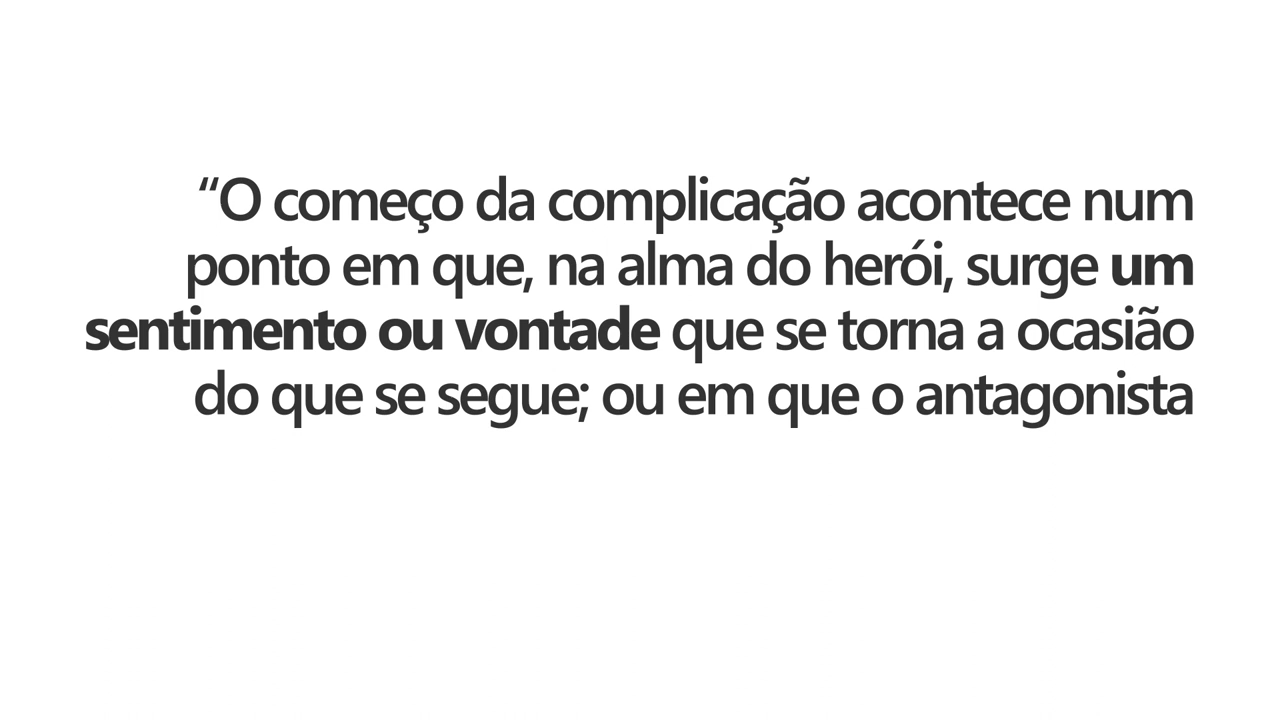 “O começo da complicação acontece num
ponto em que, na alma do herói, surge um
sentimento ou vontade que se torna a ocasião
do que se segue; ou em que o antagonista